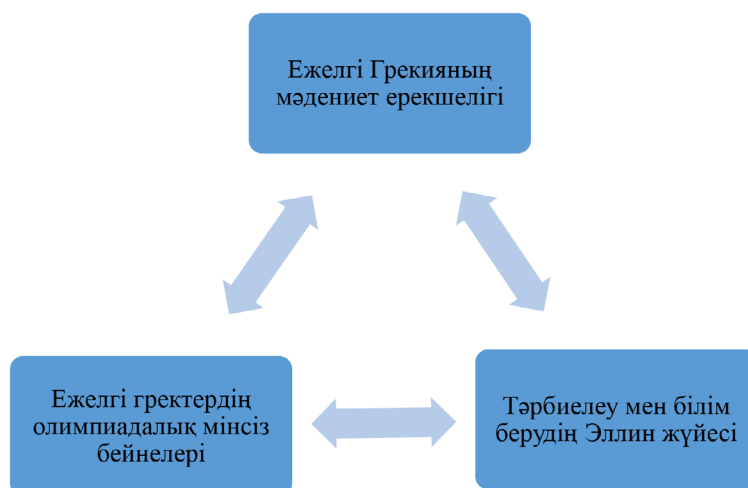 Ежелгі Грекияның
мәдениет ерекшелігі
Ежелгі гректердің
олимпиадалық мінсіз
бейнелері
Тәрбиелеу мен білім
берудің Эллин жүйесі